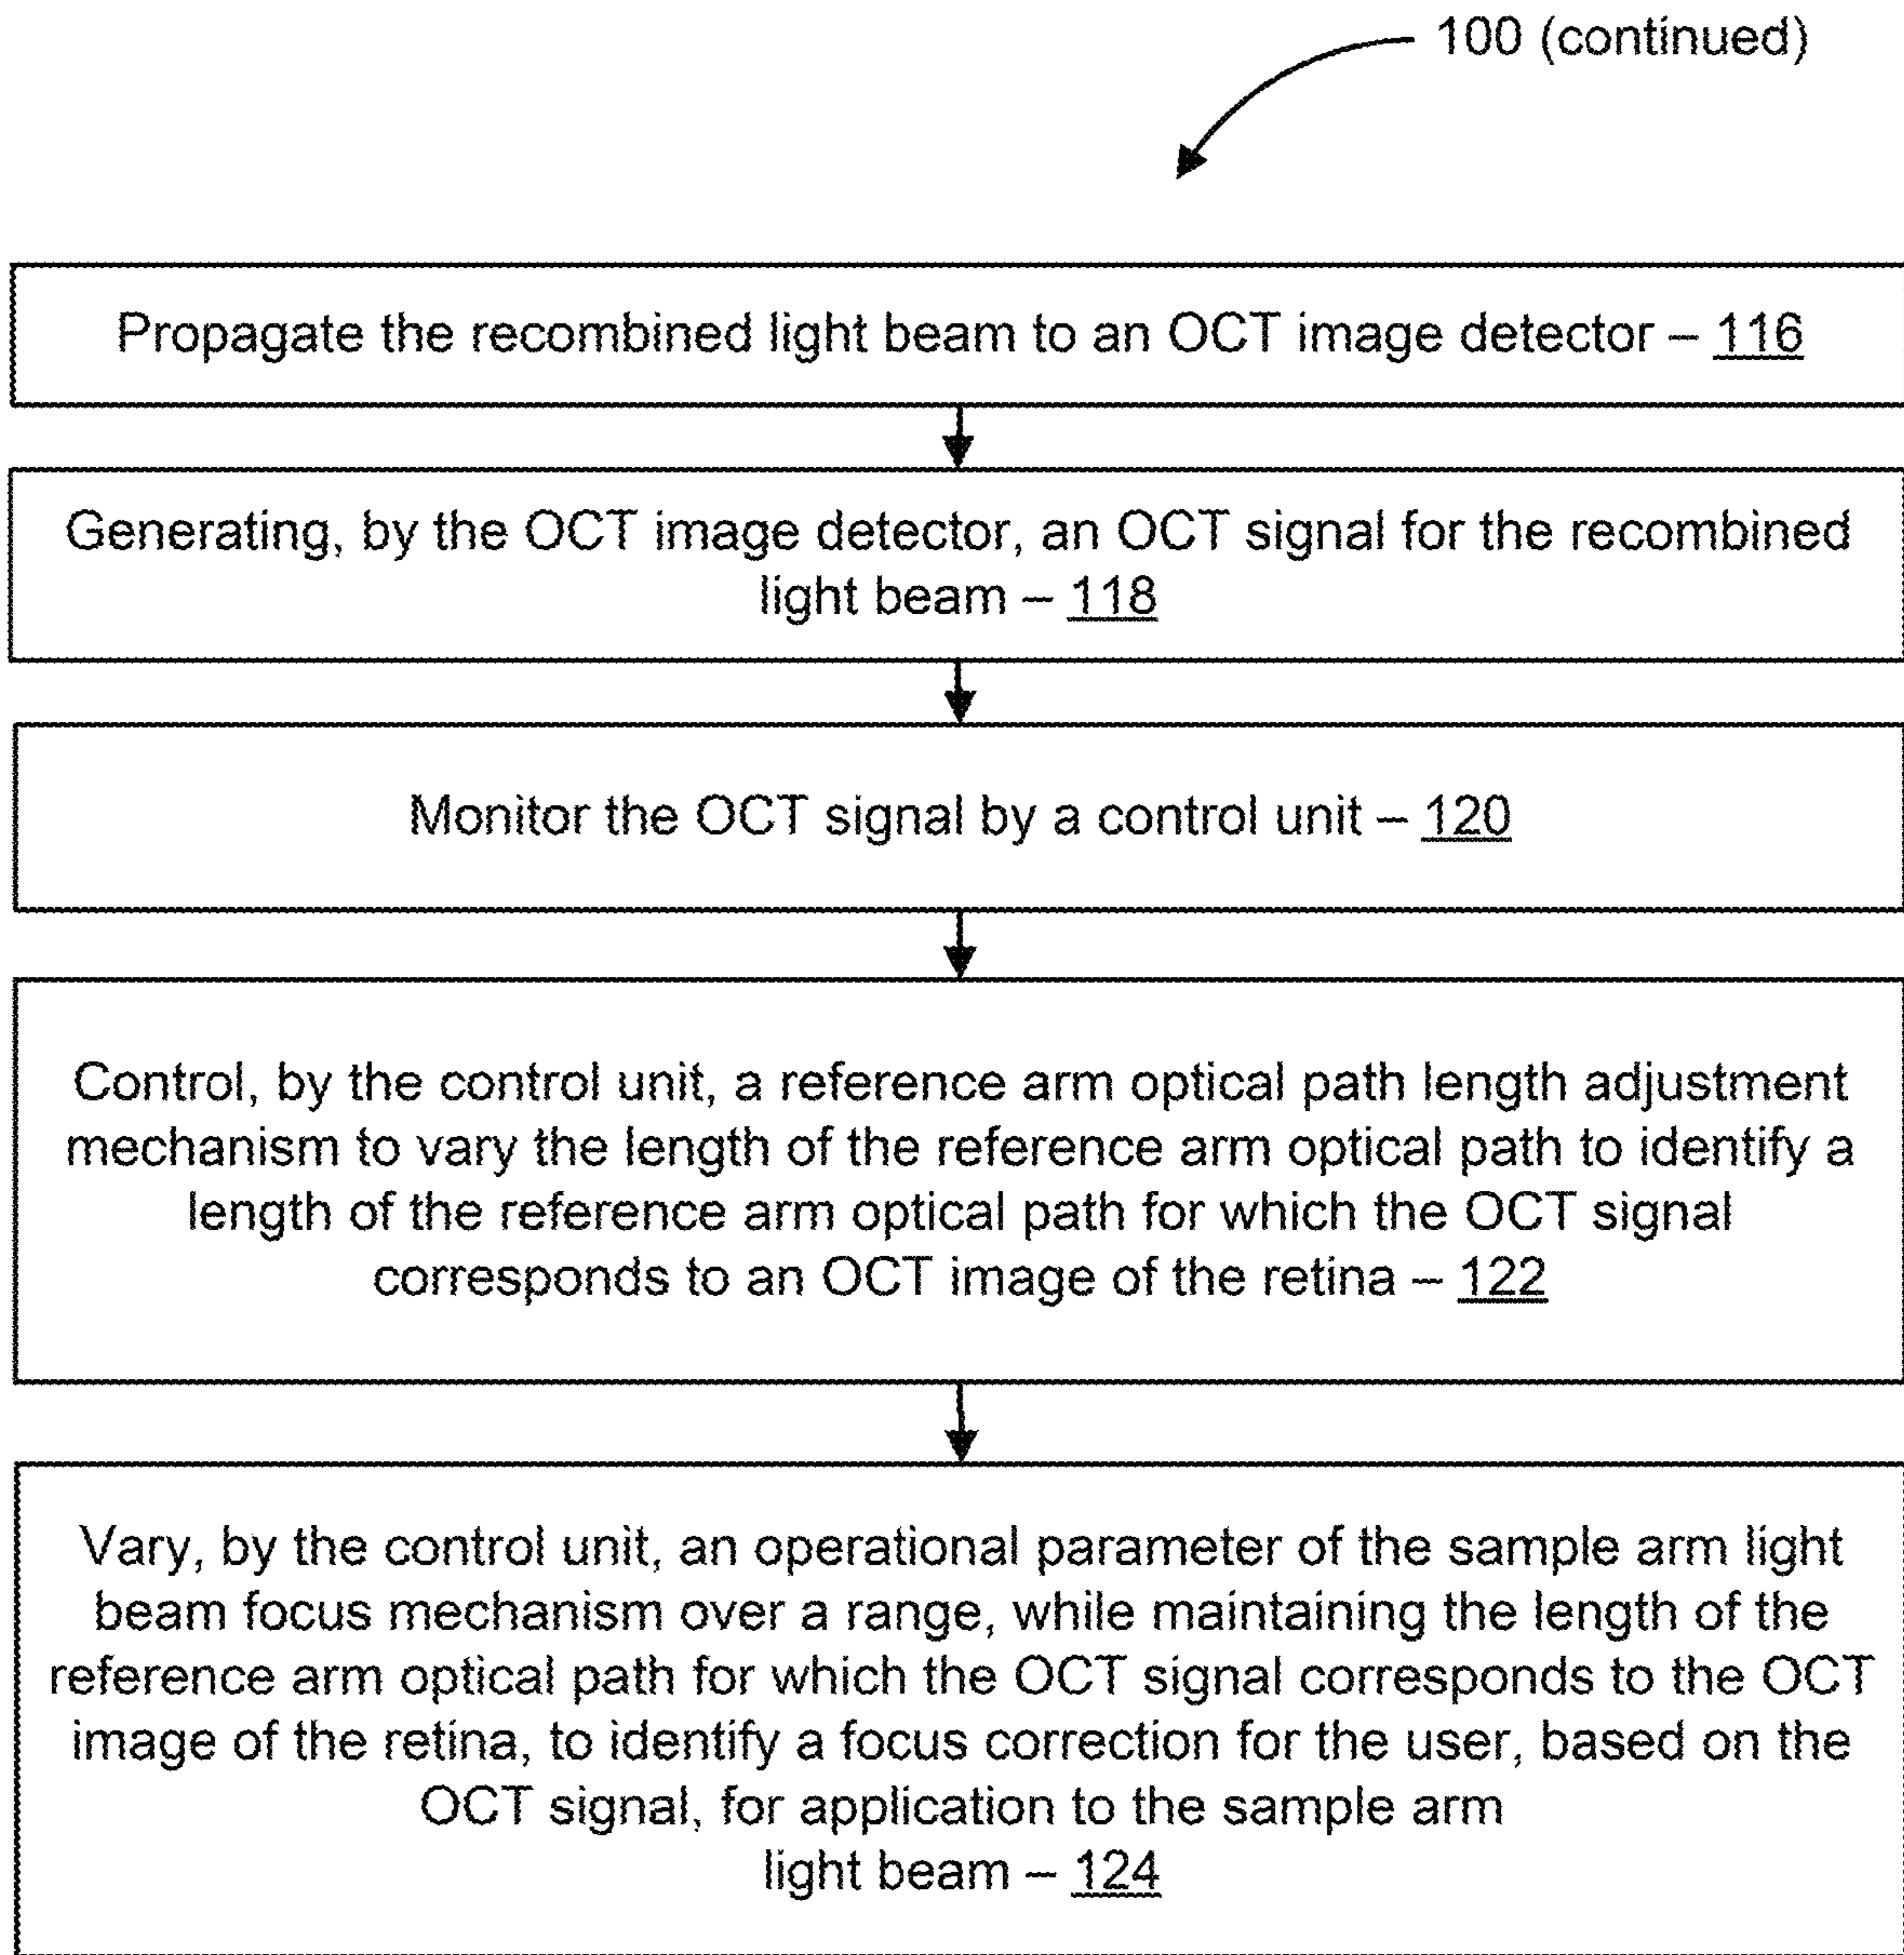 100 (continued)
Propagate the recombined light beam to an OCT image detector – 116
Generating, by the OCT image detector, an OCT signal for the recombined
light beam – 118
Monitor the OCT signal by a control unit – 120
Control, by the control unit, a reference arm optical path length adjustment
mechanism to vary the length of the reference arm optical path to identify a
length of the reference arm optical path for which the OCT signal
corresponds to an OCT image of the retina – 122
Vary, by the control unit, an operational parameter of the sample arm light
beam focus mechanism over a range, while maintaining the length of the
reference arm optical path for which the OCT signal corresponds to the OCT
image of the retina, to identify a focus correction for the user, based on the
OCT signal, for application to the sample arm
light beam – 124